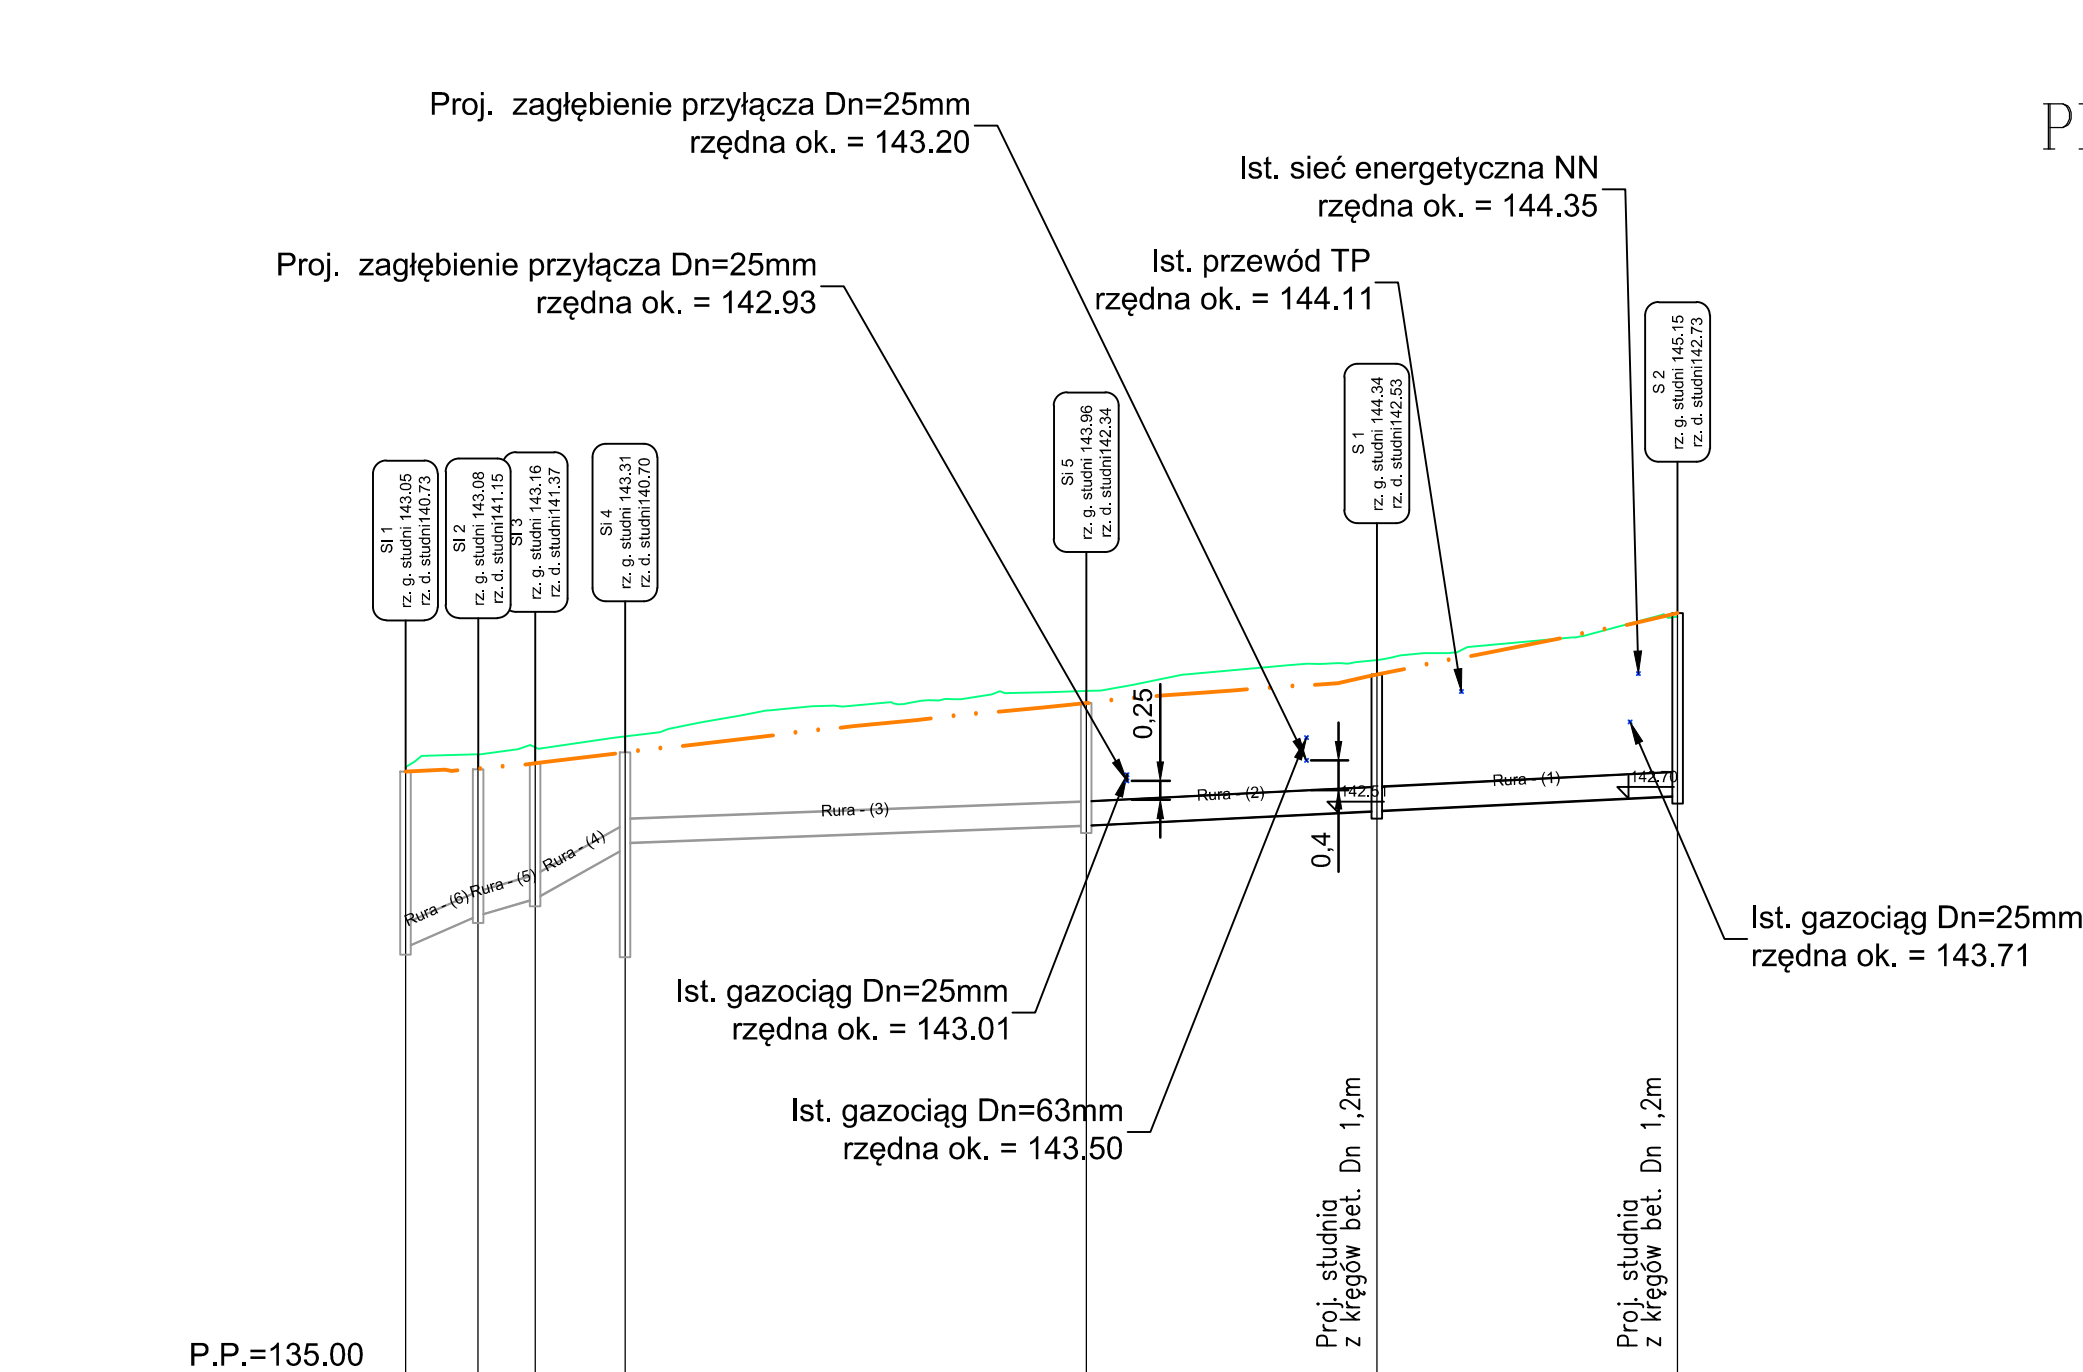 Proj.  zagłębienie przyłącza Dn=25mm
rzędna ok. = 143.20
Ist. sieć energetyczna NN
rzędna ok. = 144.35
Proj.  zagłębienie przyłącza Dn=25mm
rzędna ok. = 142.93
Ist. przewód TP
rzędna ok. = 144.11
SI 1
rz. g. studni 143.05
rz. d. studni140.73
SI 2
rz. g. studni 143.08
rz. d. studni141.15
SI 3
rz. g. studni 143.16
rz. d. studni141.37
Si 4
rz. g. studni 143.31
rz. d. studni140.70
Si 5
rz. g. studni 143.96
rz. d. studni142.34
S 1
rz. g. studni 144.34
rz. d. studni142.53
S 2
rz. g. studni 145.15
rz. d. studni142.73
0,25
0,4
Rura - (6)
Rura - (5)
Rura - (4)
Rura - (3)
Rura - (2)
142.51
Rura - (1)
142.70
Ist. gazociąg Dn=25mm
rzędna ok. = 143.71
Ist. gazociąg Dn=25mm
rzędna ok. = 143.01
Ist. gazociąg Dn=63mm
rzędna ok. = 143.50
Proj. studnia
z kręgów bet. Dn 1,2m
Proj. studnia
z kręgów bet. Dn 1,2m
P.P.=135.00